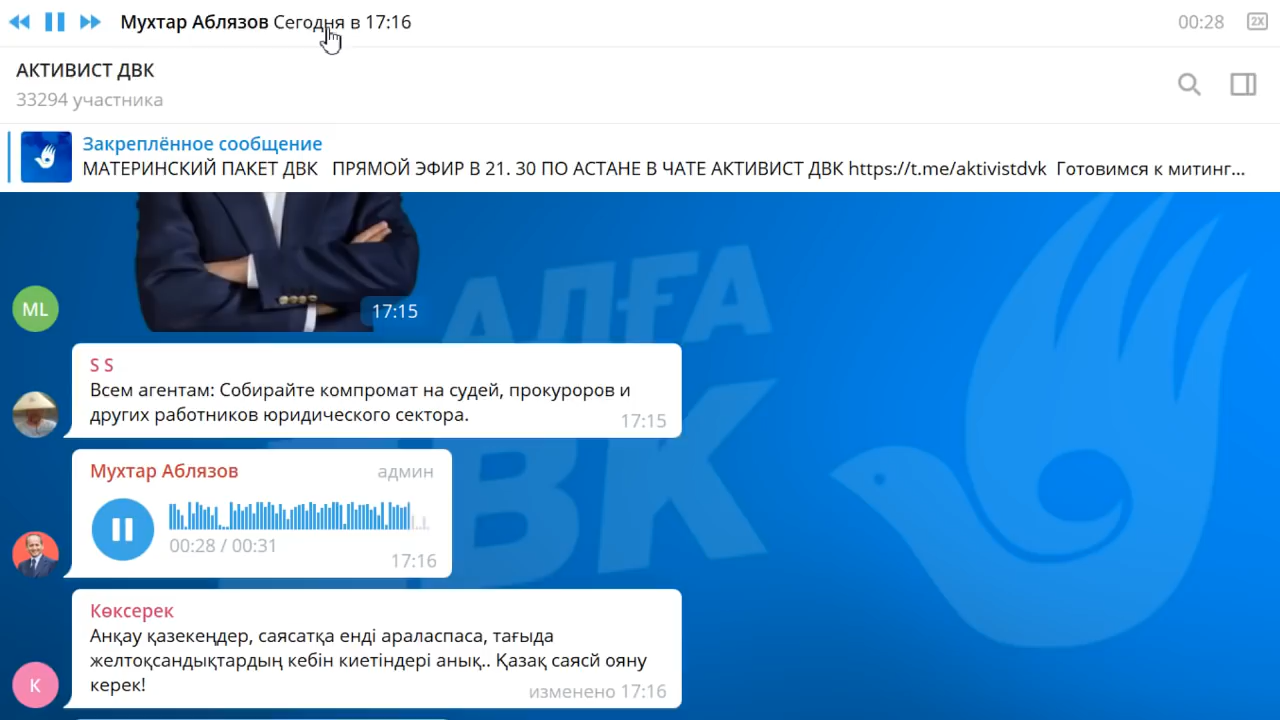 Мухтар Аблязов Сегодня в 17:16
00:28
2X
АКТИВИСТ ДВК
33294 участника
Закреплённое сообщение
МАТЕРИНСКИЙ ПАКЕТ ДВК ПРЯМОЙ ЭФИР В 21. 30 ПО АСТАНЕ В ЧАТЕ АКТИВИСТ ДВК https://t.me/aktivistdvk Готовимся к митинг...
АЛҒА
ДВК
ML
17:15
S S
Всем агентам: Собирайте компромат на судей, прокуроров и
других работников юридического сектора.
17:15
Мухтар Аблязов
админ
00:28 / 00:31
17:16
Көксерек
Анқау қазекеңдер, саясатқа енді араласпаса, тағыда
желтоқсандықтардың кебін киетіндері анық.. Қазақ саясй ояну
керек!
изменено 17:16
К